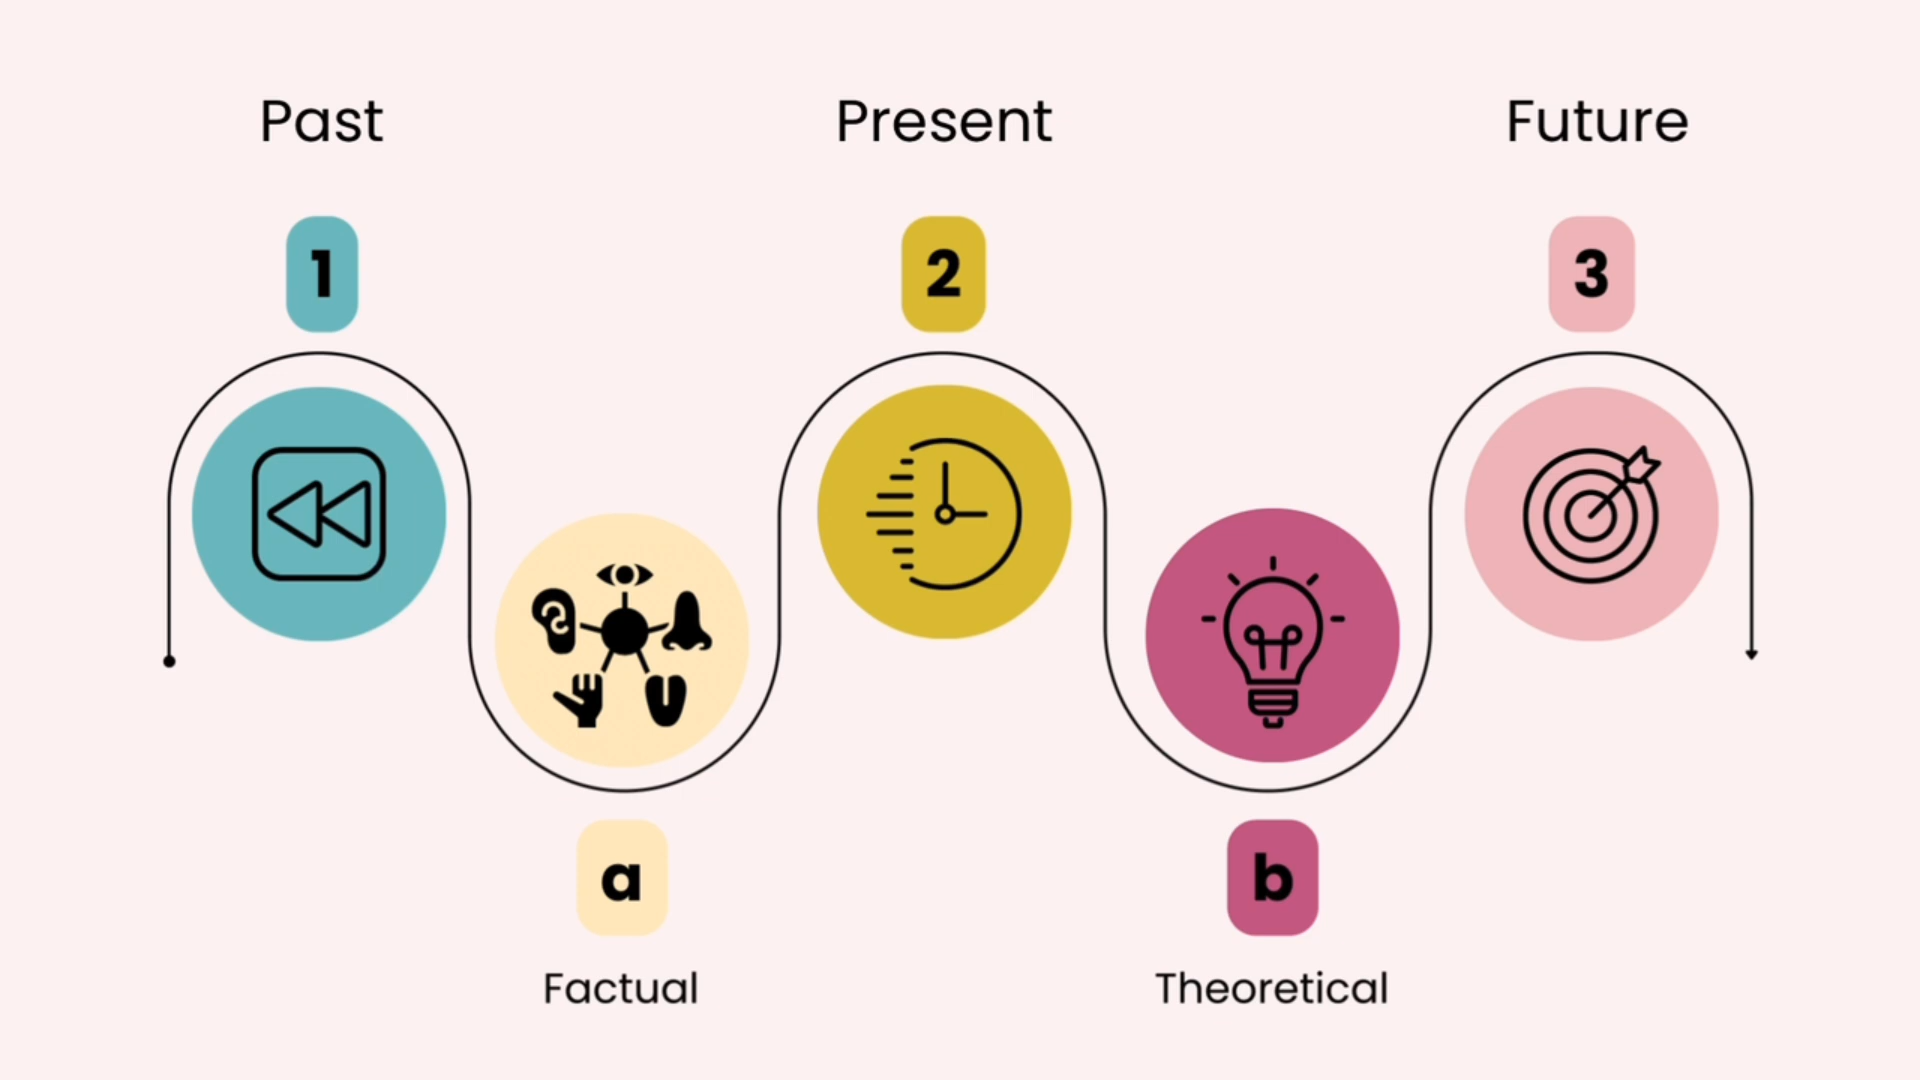 Past
Present
Future
1
2
3
a
b
Factual
Theoretical